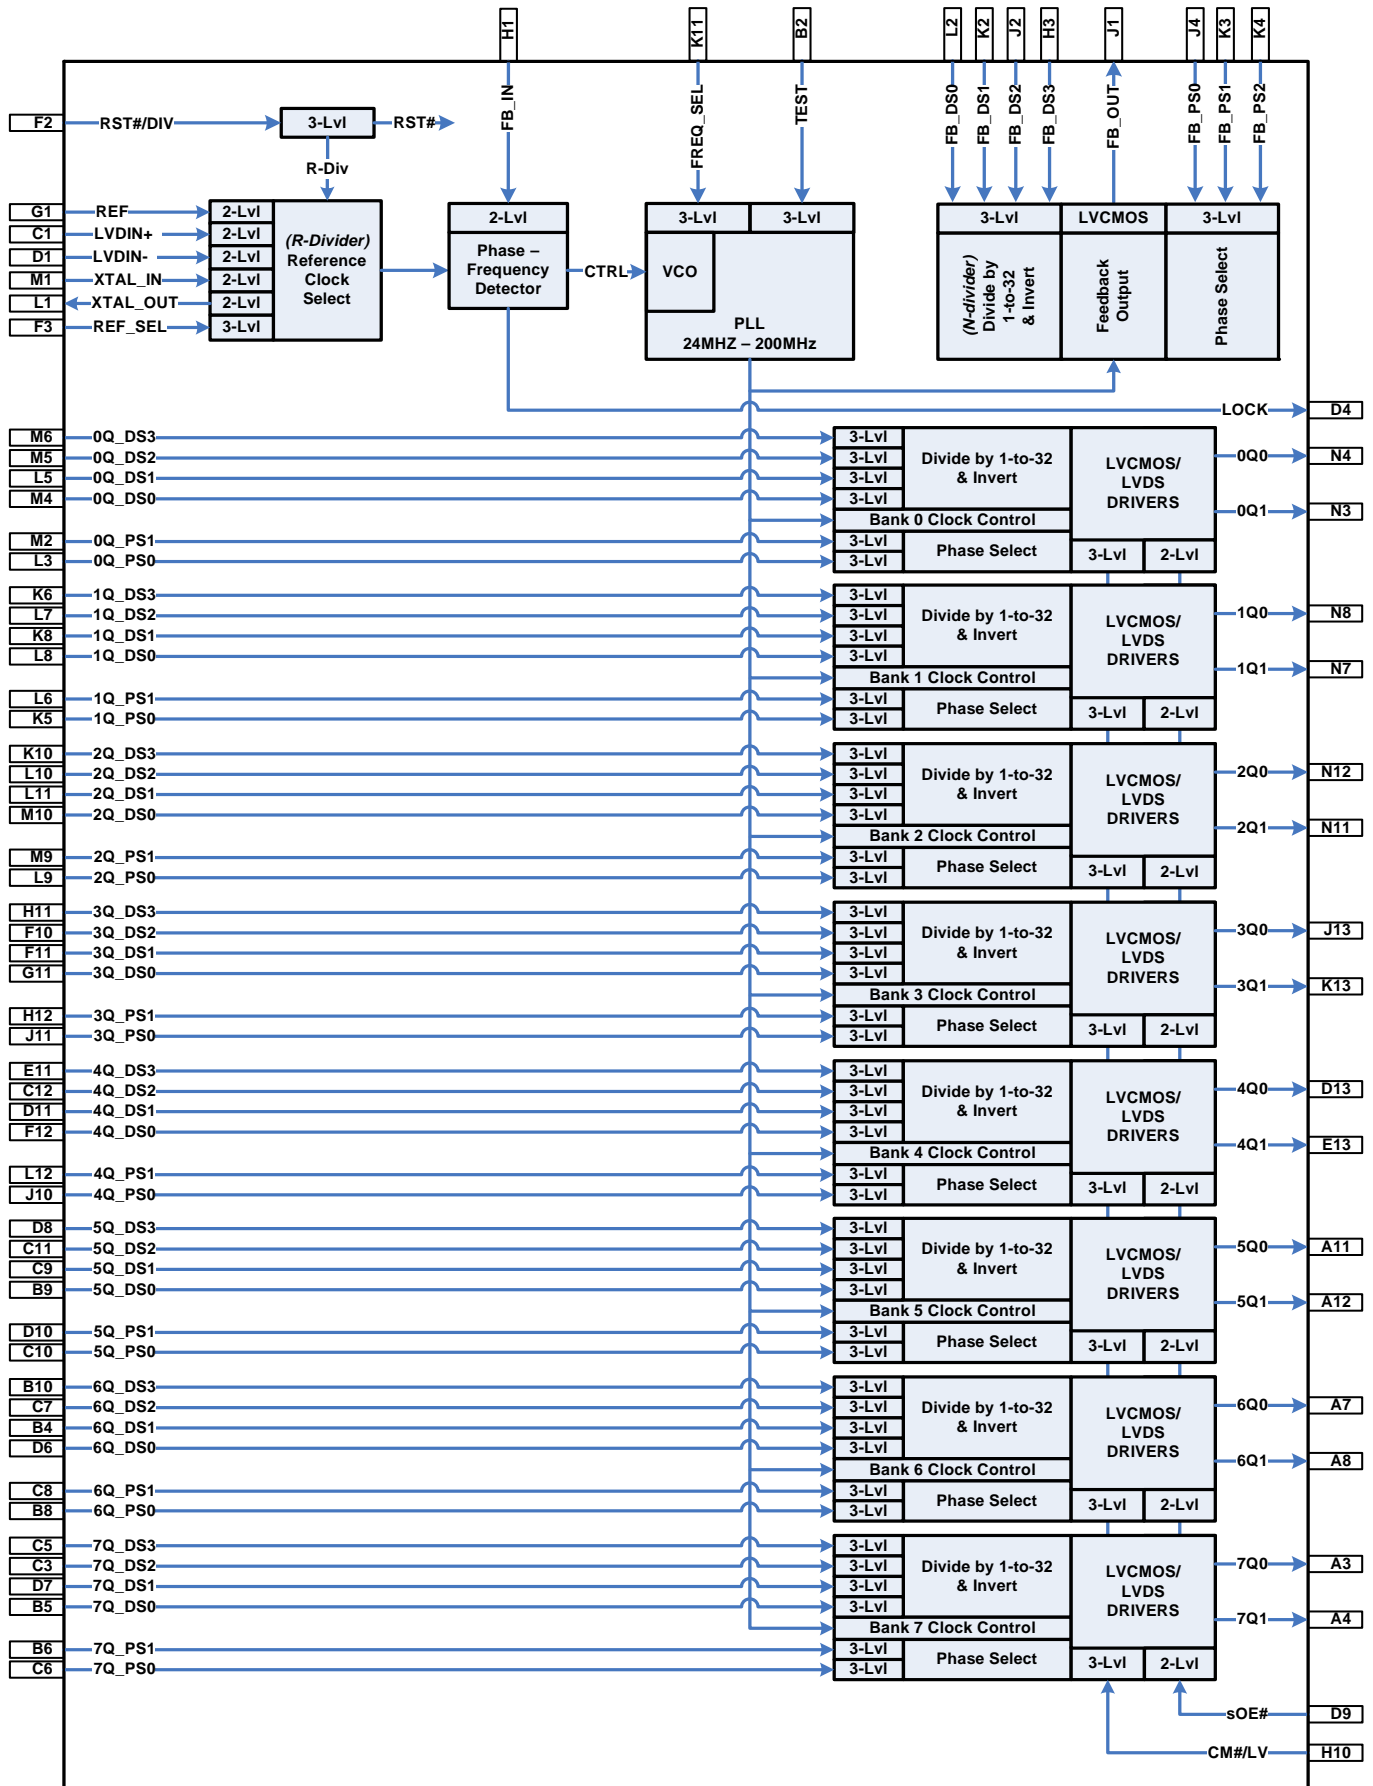 H1
K11
B2
L2
K2
J2
H3
J1
J4
K3
K4
FB_IN
FREQ_SEL
TEST
FB_DS0
FB_DS1
FB_DS2
FB_DS3
FB_OUT
FB_PS0
FB_PS1
FB_PS2
F2 RST#/DIV 3-Lvl RST#
R-Div
G1 REF 2-Lvl
C1 LVDIN+ 2-Lvl
D1 LVDIN- 2-Lvl
M1 XTAL_IN 2-Lvl
L1 XTAL_OUT 2-Lvl
F3 REF_SEL 3-Lvl
(R-Divider)
Reference
Clock
Select
2-Lvl
Phase –
Frequency
Detector
CTRL
3-Lvl 3-Lvl
VCO
PLL
24MHZ – 200MHz
3-Lvl LVCMOS 3-Lvl
(N-divider)
Divide by
1-to-32
& Invert
Feedback
Output
Phase Select
LOCK D4
M6 0Q_DS3 3-Lvl
M5 0Q_DS2 3-Lvl
L5 0Q_DS1 3-Lvl
M4 0Q_DS0 3-Lvl
Divide by 1-to-32
& Invert
Bank 0 Clock Control
M2 0Q_PS1 3-Lvl
L3 0Q_PS0 3-Lvl
Phase Select
LVCMOS/
LVDS
DRIVERS
3-Lvl 2-Lvl
0Q0 N4
0Q1 N3
K6 1Q_DS3 3-Lvl
L7 1Q_DS2 3-Lvl
K8 1Q_DS1 3-Lvl
L8 1Q_DS0 3-Lvl
Divide by 1-to-32
& Invert
Bank 1 Clock Control
L6 1Q_PS1 3-Lvl
K5 1Q_PS0 3-Lvl
Phase Select
LVCMOS/
LVDS
DRIVERS
3-Lvl 2-Lvl
1Q0 N8
1Q1 N7
K10 2Q_DS3 3-Lvl
L10 2Q_DS2 3-Lvl
L11 2Q_DS1 3-Lvl
M10 2Q_DS0 3-Lvl
Divide by 1-to-32
& Invert
Bank 2 Clock Control
M9 2Q_PS1 3-Lvl
L9 2Q_PS0 3-Lvl
Phase Select
LVCMOS/
LVDS
DRIVERS
3-Lvl 2-Lvl
2Q0 N12
2Q1 N11
H11 3Q_DS3 3-Lvl
F10 3Q_DS2 3-Lvl
F11 3Q_DS1 3-Lvl
G11 3Q_DS0 3-Lvl
Divide by 1-to-32
& Invert
Bank 3 Clock Control
H12 3Q_PS1 3-Lvl
J11 3Q_PS0 3-Lvl
Phase Select
LVCMOS/
LVDS
DRIVERS
3-Lvl 2-Lvl
3Q0 J13
3Q1 K13
E11 4Q_DS3 3-Lvl
C12 4Q_DS2 3-Lvl
D11 4Q_DS1 3-Lvl
F12 4Q_DS0 3-Lvl
Divide by 1-to-32
& Invert
Bank 4 Clock Control
L12 4Q_PS1 3-Lvl
J10 4Q_PS0 3-Lvl
Phase Select
LVCMOS/
LVDS
DRIVERS
3-Lvl 2-Lvl
4Q0 D13
4Q1 E13
D8 5Q_DS3 3-Lvl
C11 5Q_DS2 3-Lvl
C9 5Q_DS1 3-Lvl
B9 5Q_DS0 3-Lvl
Divide by 1-to-32
& Invert
Bank 5 Clock Control
D10 5Q_PS1 3-Lvl
C10 5Q_PS0 3-Lvl
Phase Select
LVCMOS/
LVDS
DRIVERS
3-Lvl 2-Lvl
5Q0 A11
5Q1 A12
B10 6Q_DS3 3-Lvl
C7 6Q_DS2 3-Lvl
B4 6Q_DS1 3-Lvl
D6 6Q_DS0 3-Lvl
Divide by 1-to-32
& Invert
Bank 6 Clock Control
C8 6Q_PS1 3-Lvl
B8 6Q_PS0 3-Lvl
Phase Select
LVCMOS/
LVDS
DRIVERS
3-Lvl 2-Lvl
6Q0 A7
6Q1 A8
C5 7Q_DS3 3-Lvl
C3 7Q_DS2 3-Lvl
D7 7Q_DS1 3-Lvl
B5 7Q_DS0 3-Lvl
Divide by 1-to-32
& Invert
Bank 7 Clock Control
B6 7Q_PS1 3-Lvl
C6 7Q_PS0 3-Lvl
Phase Select
LVCMOS/
LVDS
DRIVERS
3-Lvl 2-Lvl
7Q0 A3
7Q1 A4
sOE# D9
CM#/LV H10